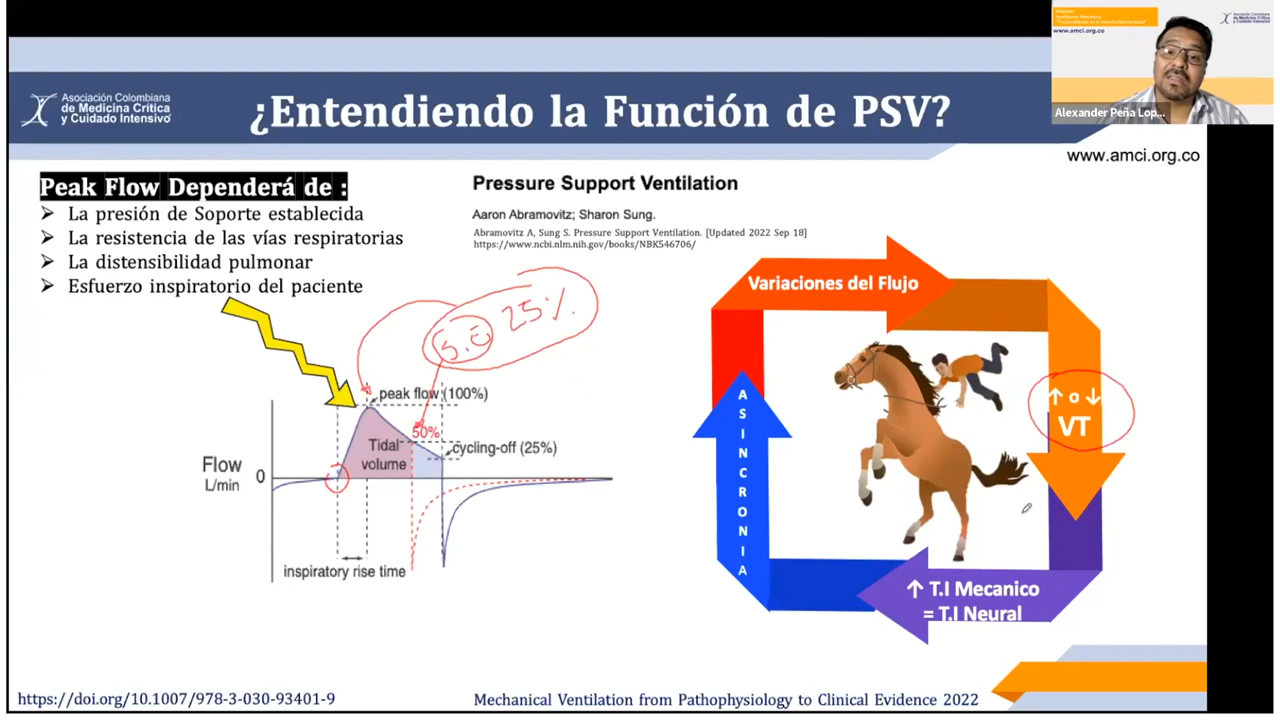 Asociación Colombiana
de Medicina Crítica
y Cuidado Intensivo
¿Entendiendo la Función de PSV?
www.amci.org.co
Alexander Peña Lop...
www.amci.org.co
Peak Flow Dependerá de :
La presión de Soporte establecida
La resistencia de las vías respiratorias
La distensibilidad pulmonar
Esfuerzo inspiratorio del paciente
Pressure Support Ventilation
Aaron Abramovitz; Sharon Sung.
Abramovitz A, Sung S. Pressure Support Ventilation. [Updated 2022 Sep 18]
https://www.ncbi.nlm.nih.gov/books/NBK546706/
25%
peak flow (100%)
50%
Tidal
volume
cycling-off (25%)
Flow
L/min
0
inspiratory rise time
Variaciones del Flujo
↑ o ↓
VT
↑ T.I Mecanico
= T.I Neural
ASINCRONIA
https://doi.org/10.1007/978-3-030-93401-9
Mechanical Ventilation from Pathophysiology to Clinical Evidence 2022